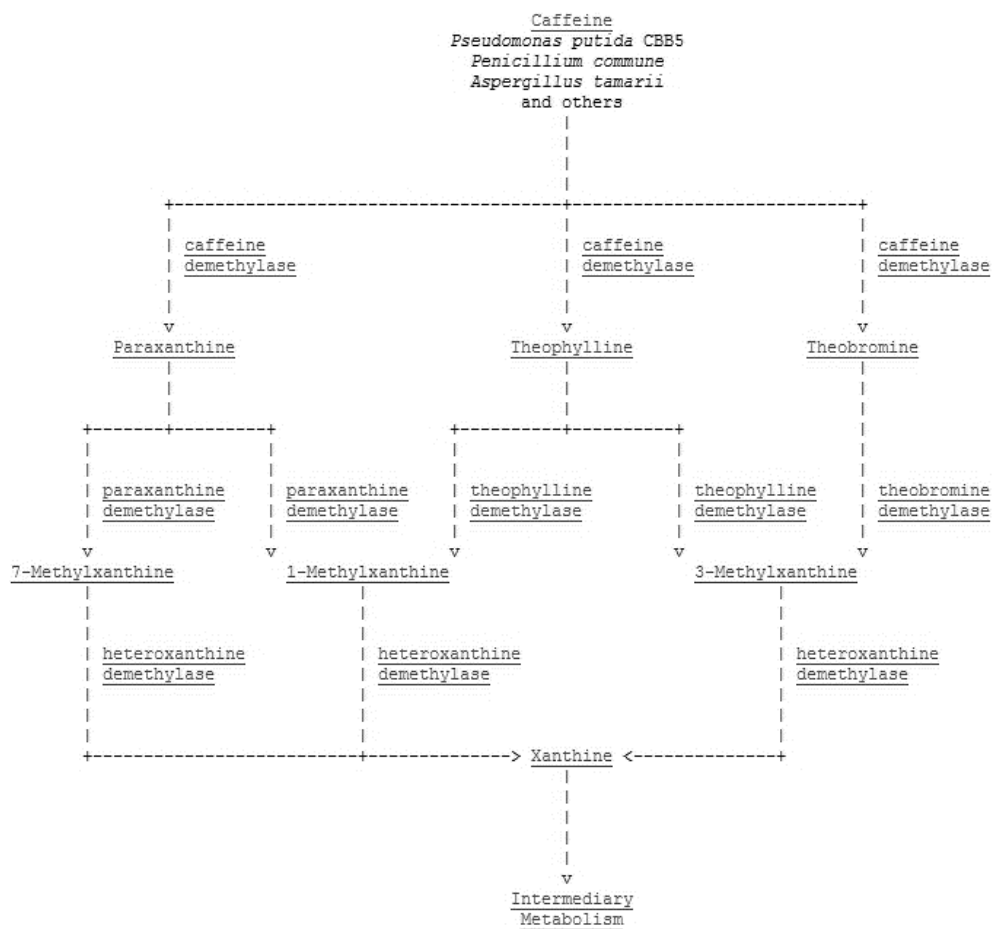 Caffeine
Pseudomonas putida CBB5
Penicillium commune
Aspergillus tamarii
and others
caffeine caffeine caffeine
demethylase demethylase demethylase
Paraxanthine Theophylline Theobromine
paraxanthine paraxanthine theophylline theophylline theobromine
demethylase demethylase demethylase demethylase demethylase
7-Methylxanthine 1-Methylxanthine 3-Methylxanthine
heteroxanthine heteroxanthine heteroxanthine
demethylase demethylase demethylase
Xanthine
Intermediary
Metabolism